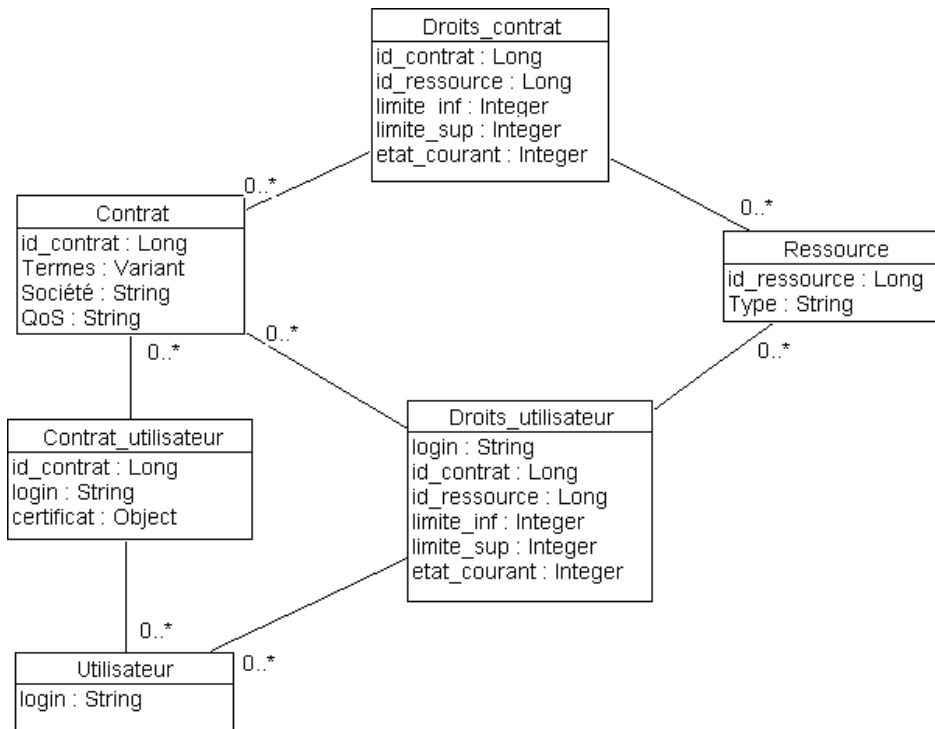 Droits_contrat
id_contrat : Long
id_ressource : Long
limite_inf : Integer
limite_sup : Integer
etat_courant : Integer
0..*
0..*
Contrat
id_contrat : Long
Termes : Variant
Société : String
QoS : String
Ressource
id_ressource : Long
Type : String
0..*
0..*
0..*
Contrat_utilisateur
id_contrat : Long
login : String
certificat : Object
Droits_utilisateur
login : String
id_contrat : Long
id_ressource : Long
limite_inf : Integer
limite_sup : Integer
etat_courant : Integer
0..*
0..*
Utilisateur
login : String